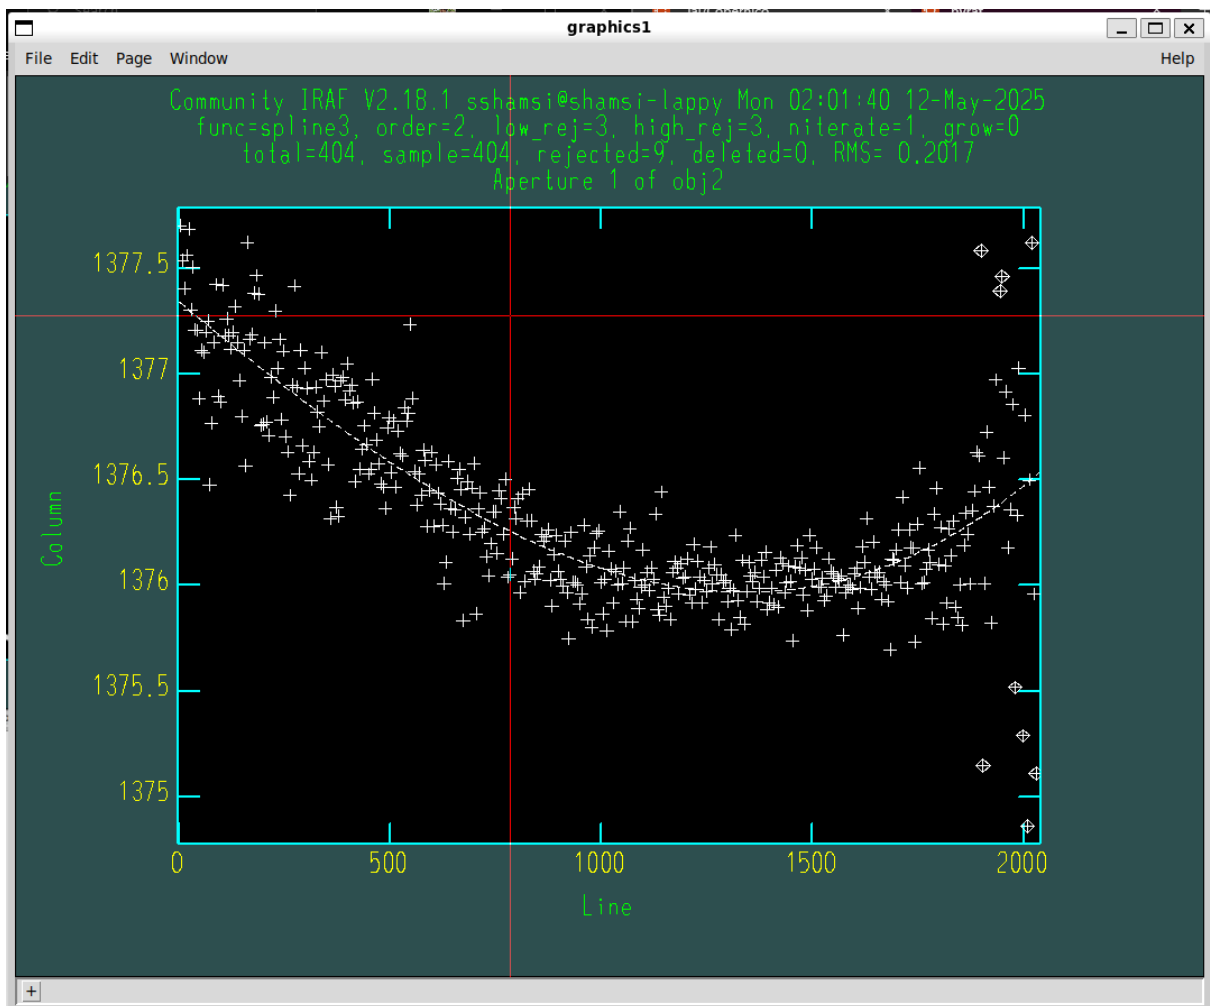 graphics1
File Edit Page Window Help
Community IRAF V2.18.1 sshamsi@shamsi-lappy Mon 02:01:40 12-May-2025
func=spline3, order=2, low_rej=3, high_rej=3, niterate=1, grow=0
total=404, sample=404, rejected=9, deleted=0, RMS= 0.2017
Aperture 1 of obj2
1377.5
1377
1376.5
Column
1376
1375.5
1375
0 500 1000 1500 2000
Line
+